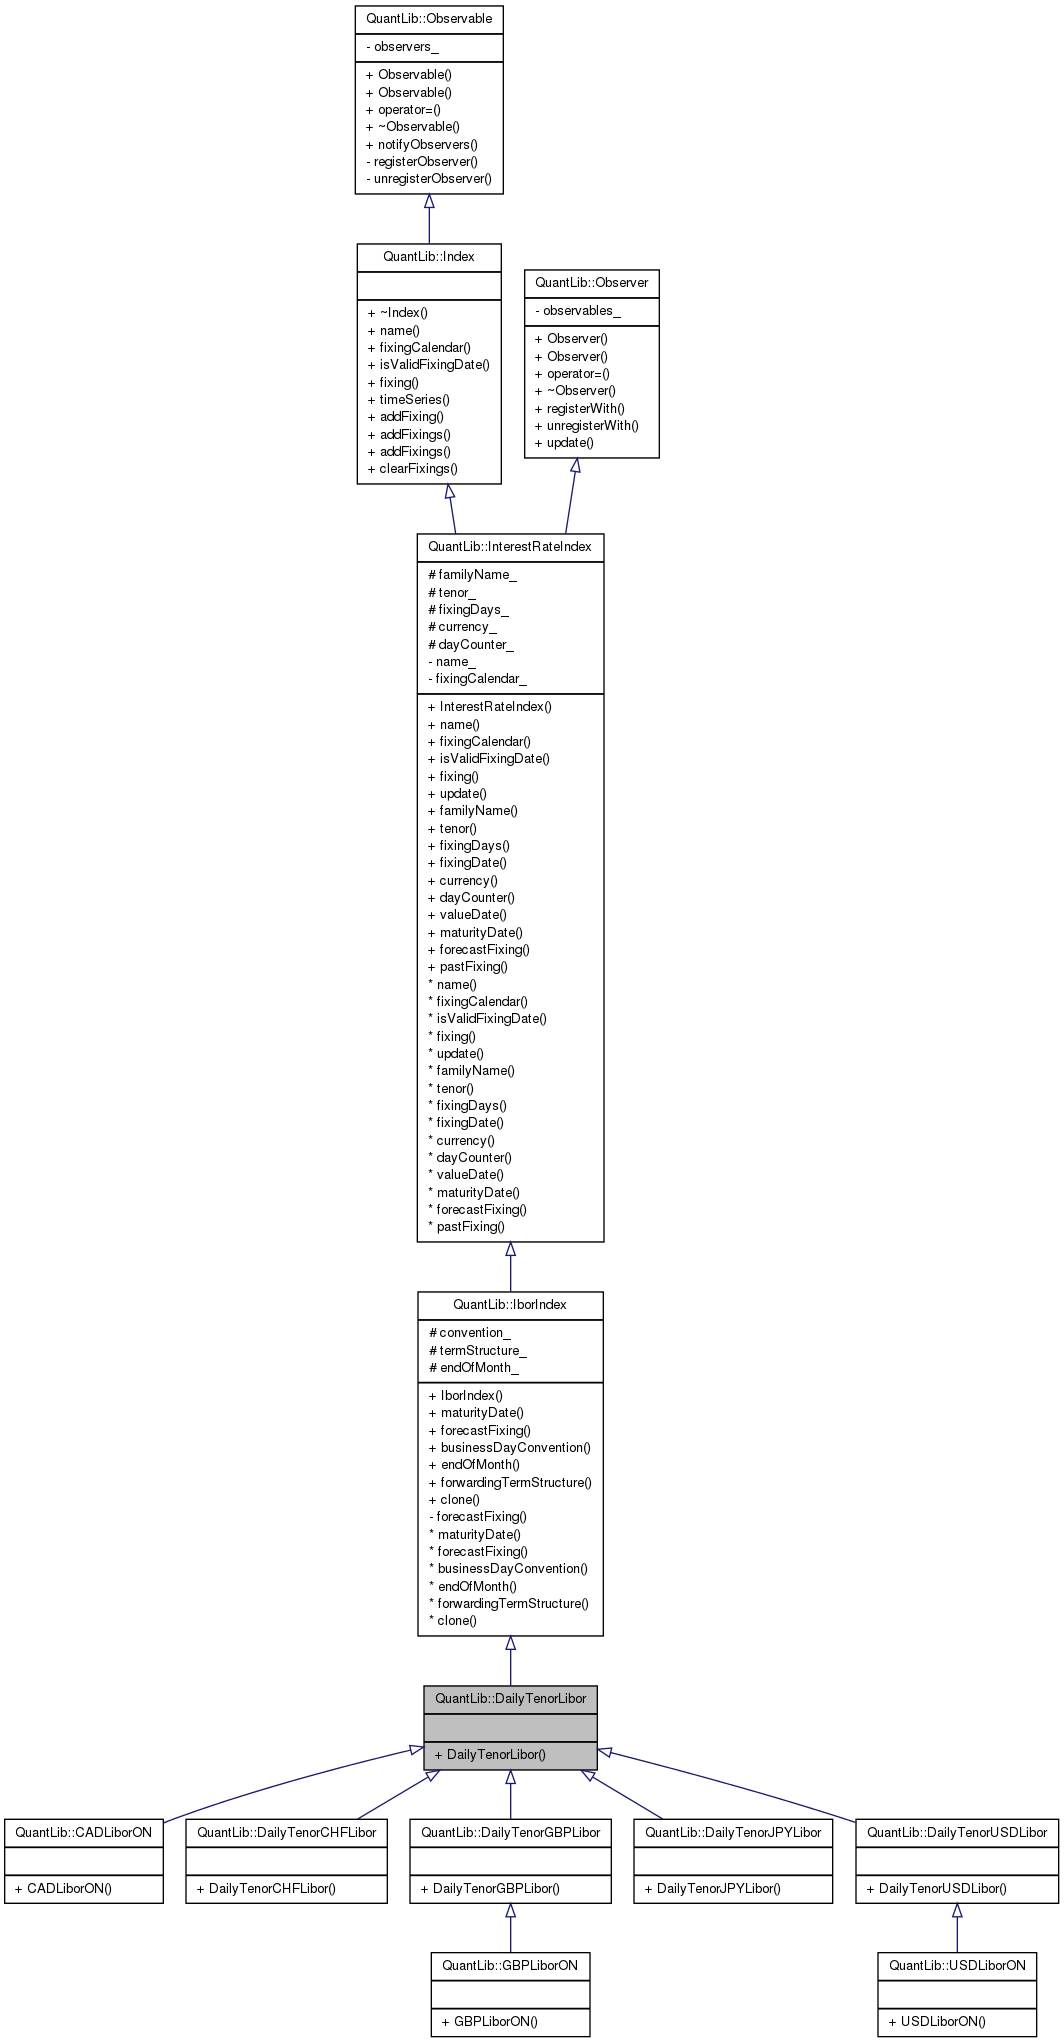 QuantLib::Observable
- observers_
+ Observable()
+ Observable()
+ operator=()
+ ~Observable()
+ notifyObservers()
- registerObserver()
- unregisterObserver()
QuantLib::Index
+ ~Index()
+ name()
+ fixingCalendar()
+ isValidFixingDate()
+ fixing()
+ timeSeries()
+ addFixing()
+ addFixings()
+ addFixings()
+ clearFixings()
QuantLib::Observer
- observables_
+ Observer()
+ Observer()
+ operator=()
+ ~Observer()
+ registerWith()
+ unregisterWith()
+ update()
QuantLib::InterestRateIndex
# familyName_
# tenor_
# fixingDays_
# currency_
# dayCounter_
- name_
- fixingCalendar_
+ InterestRateIndex()
+ name()
+ fixingCalendar()
+ isValidFixingDate()
+ fixing()
+ update()
+ familyName()
+ tenor()
+ fixingDays()
+ fixingDate()
+ currency()
+ dayCounter()
+ valueDate()
+ maturityDate()
+ forecastFixing()
+ pastFixing()
* name()
* fixingCalendar()
* isValidFixingDate()
* fixing()
* update()
* familyName()
* tenor()
* fixingDays()
* fixingDate()
* currency()
* dayCounter()
* valueDate()
* maturityDate()
* forecastFixing()
* pastFixing()
QuantLib::IborIndex
# convention_
# termStructure_
# endOfMonth_
+ IborIndex()
+ maturityDate()
+ forecastFixing()
+ businessDayConvention()
+ endOfMonth()
+ forwardingTermStructure()
+ clone()
- forecastFixing()
* maturityDate()
* forecastFixing()
* businessDayConvention()
* endOfMonth()
* forwardingTermStructure()
* clone()
QuantLib::DailyTenorLibor
+ DailyTenorLibor()
QuantLib::CADLiborON
+ CADLiborON()
QuantLib::DailyTenorCHFLibor
+ DailyTenorCHFLibor()
QuantLib::DailyTenorGBPLibor
+ DailyTenorGBPLibor()
QuantLib::DailyTenorJPYLibor
+ DailyTenorJPYLibor()
QuantLib::DailyTenorUSDLibor
+ DailyTenorUSDLibor()
QuantLib::GBPLiborON
+ GBPLiborON()
QuantLib::USDLiborON
+ USDLiborON()